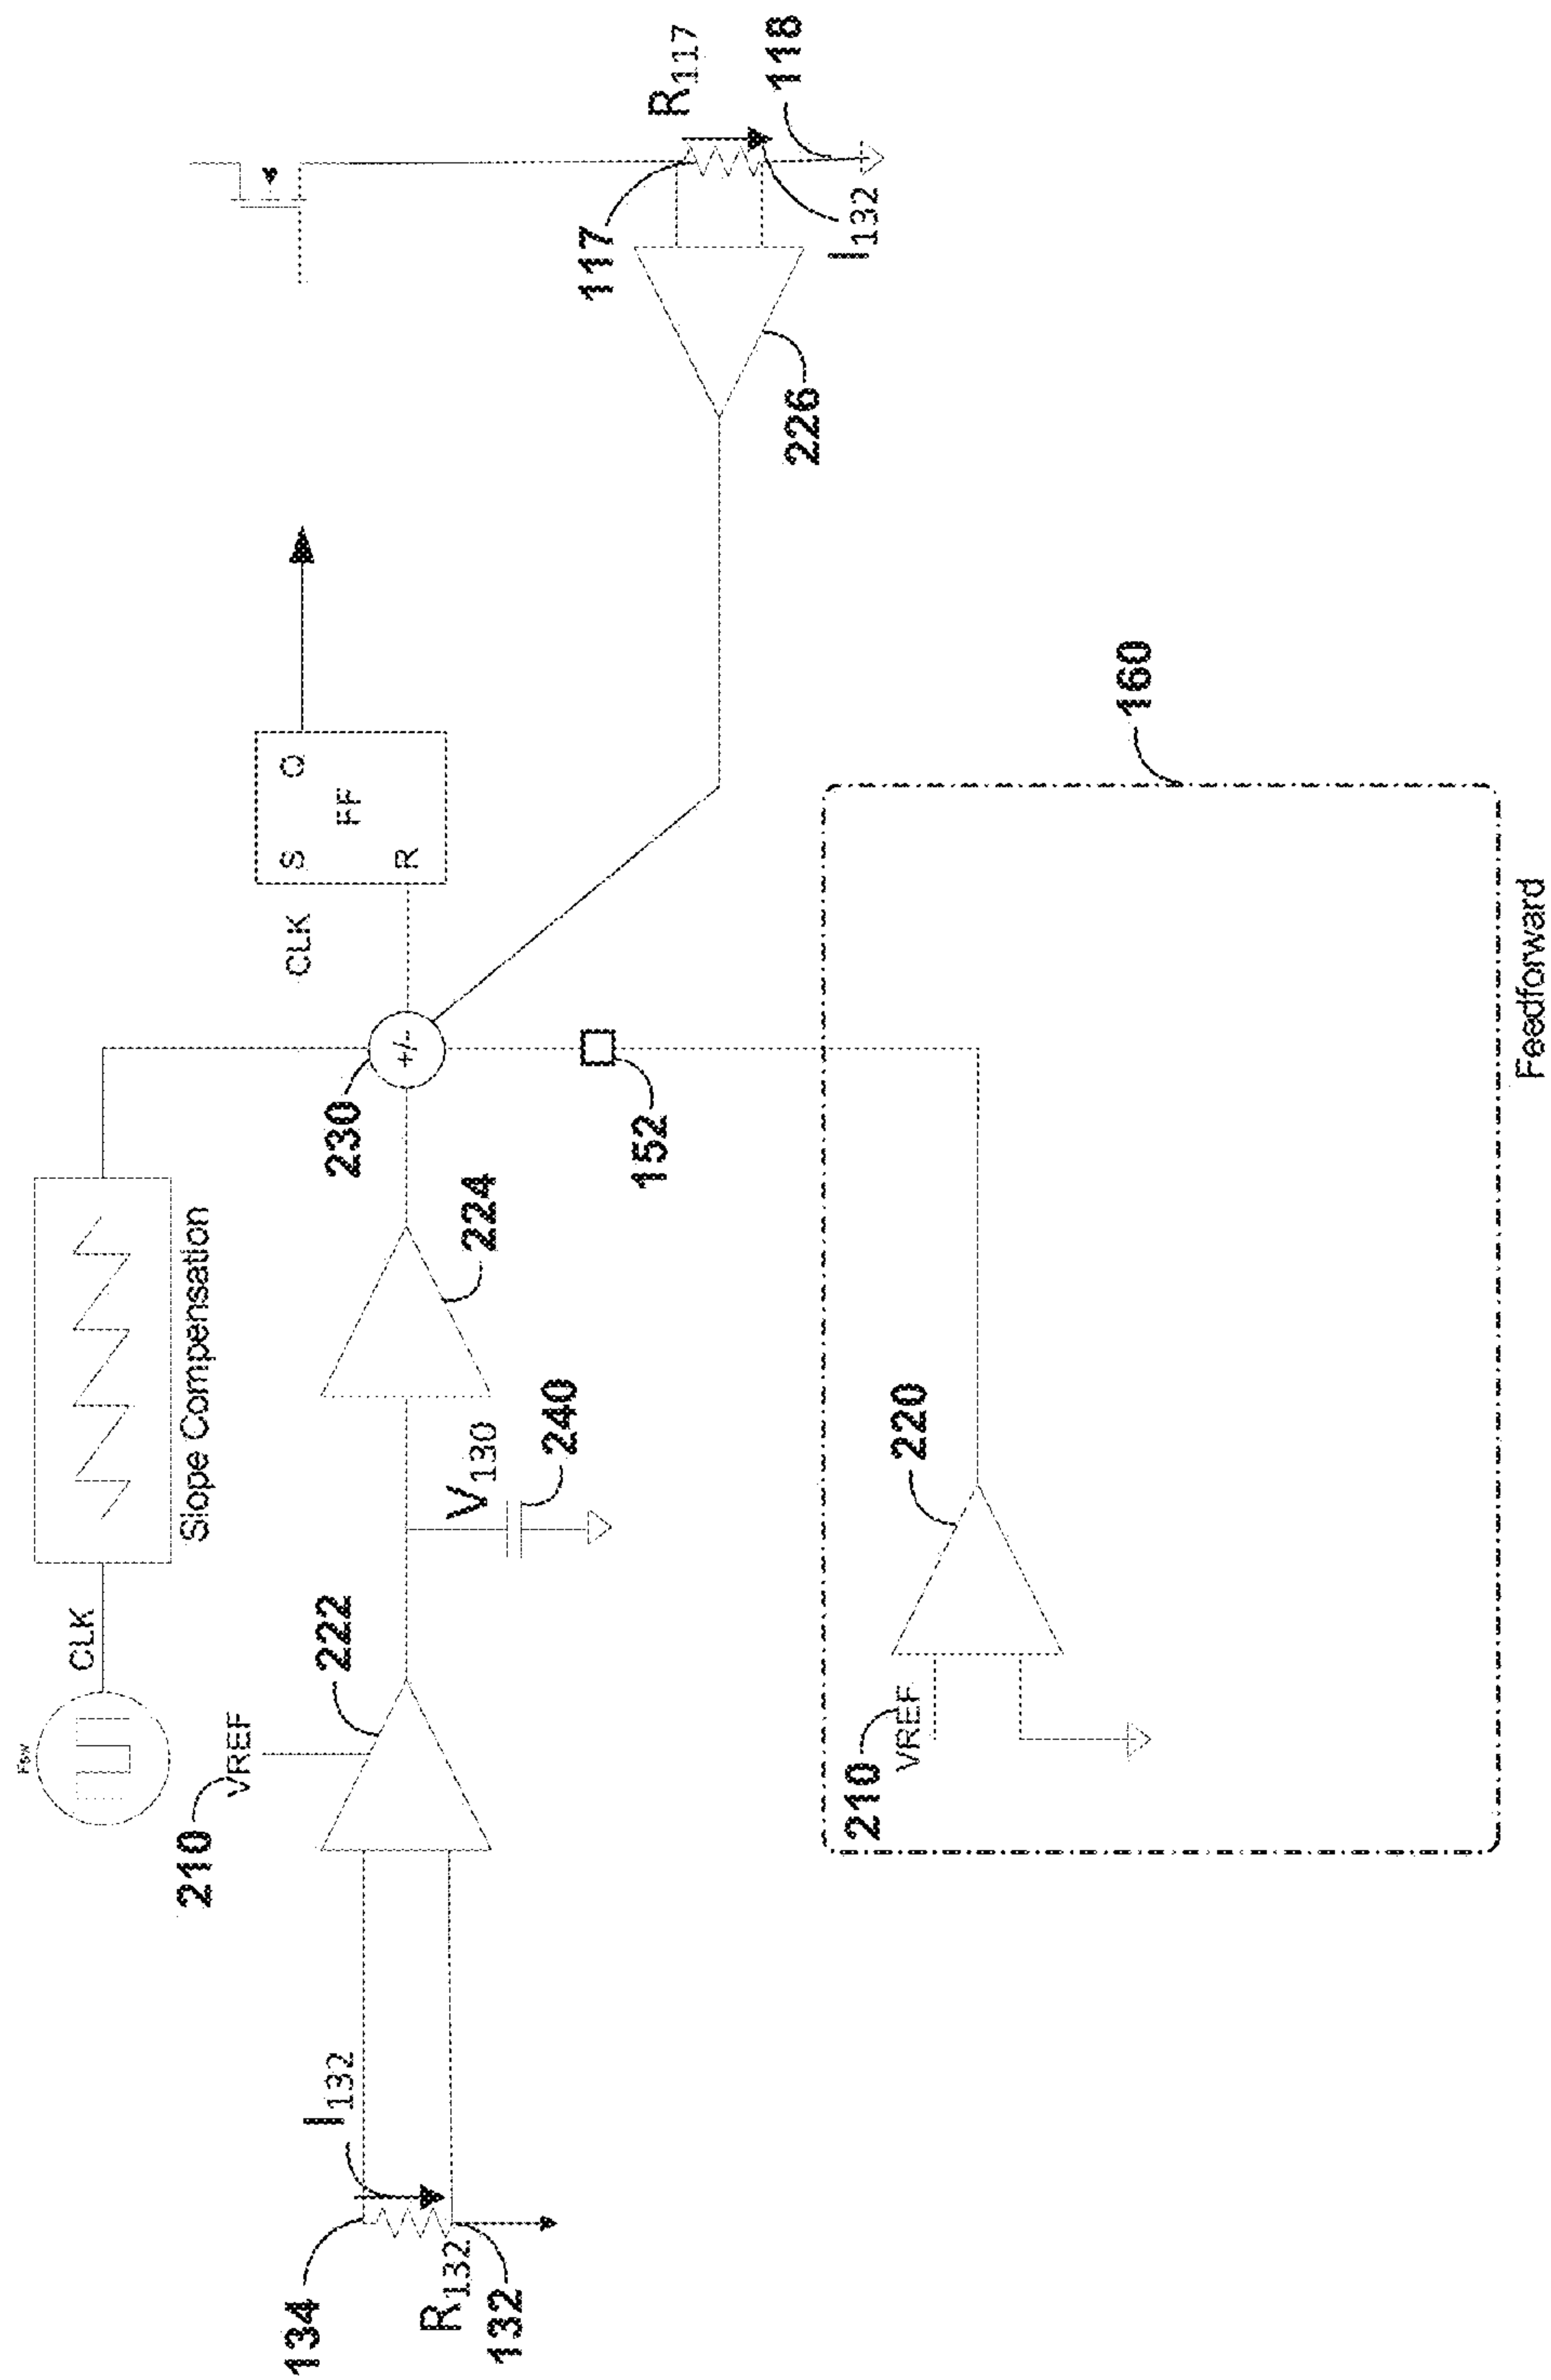 Fsw
CLK
Slope Compensation
210
VREF
222
224
230
CLK
S
Q
FF
R
134
I132
R132
132
V130
240
152
117
R117
I132
118
226
160
210
VREF
220
Feedforward